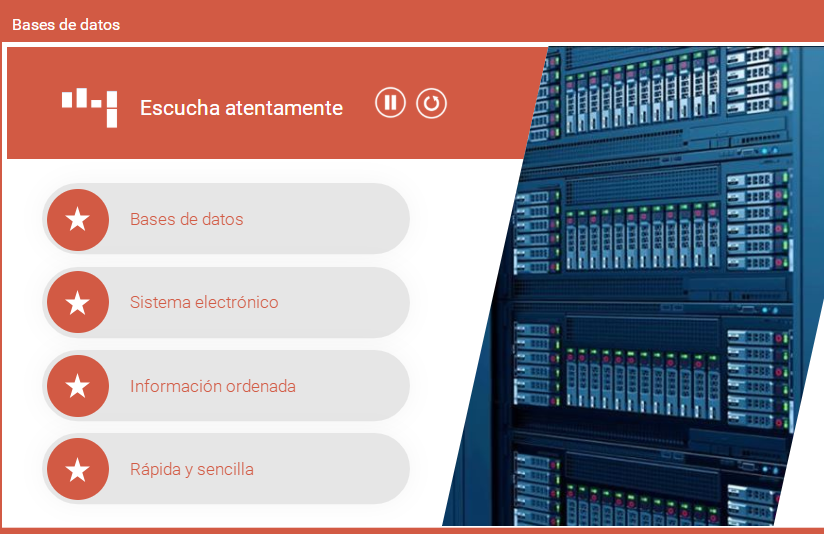 Bases de datos
Escucha atentamente
Bases de datos
Sistema electrónico
Información ordenada
Rápida y sencilla